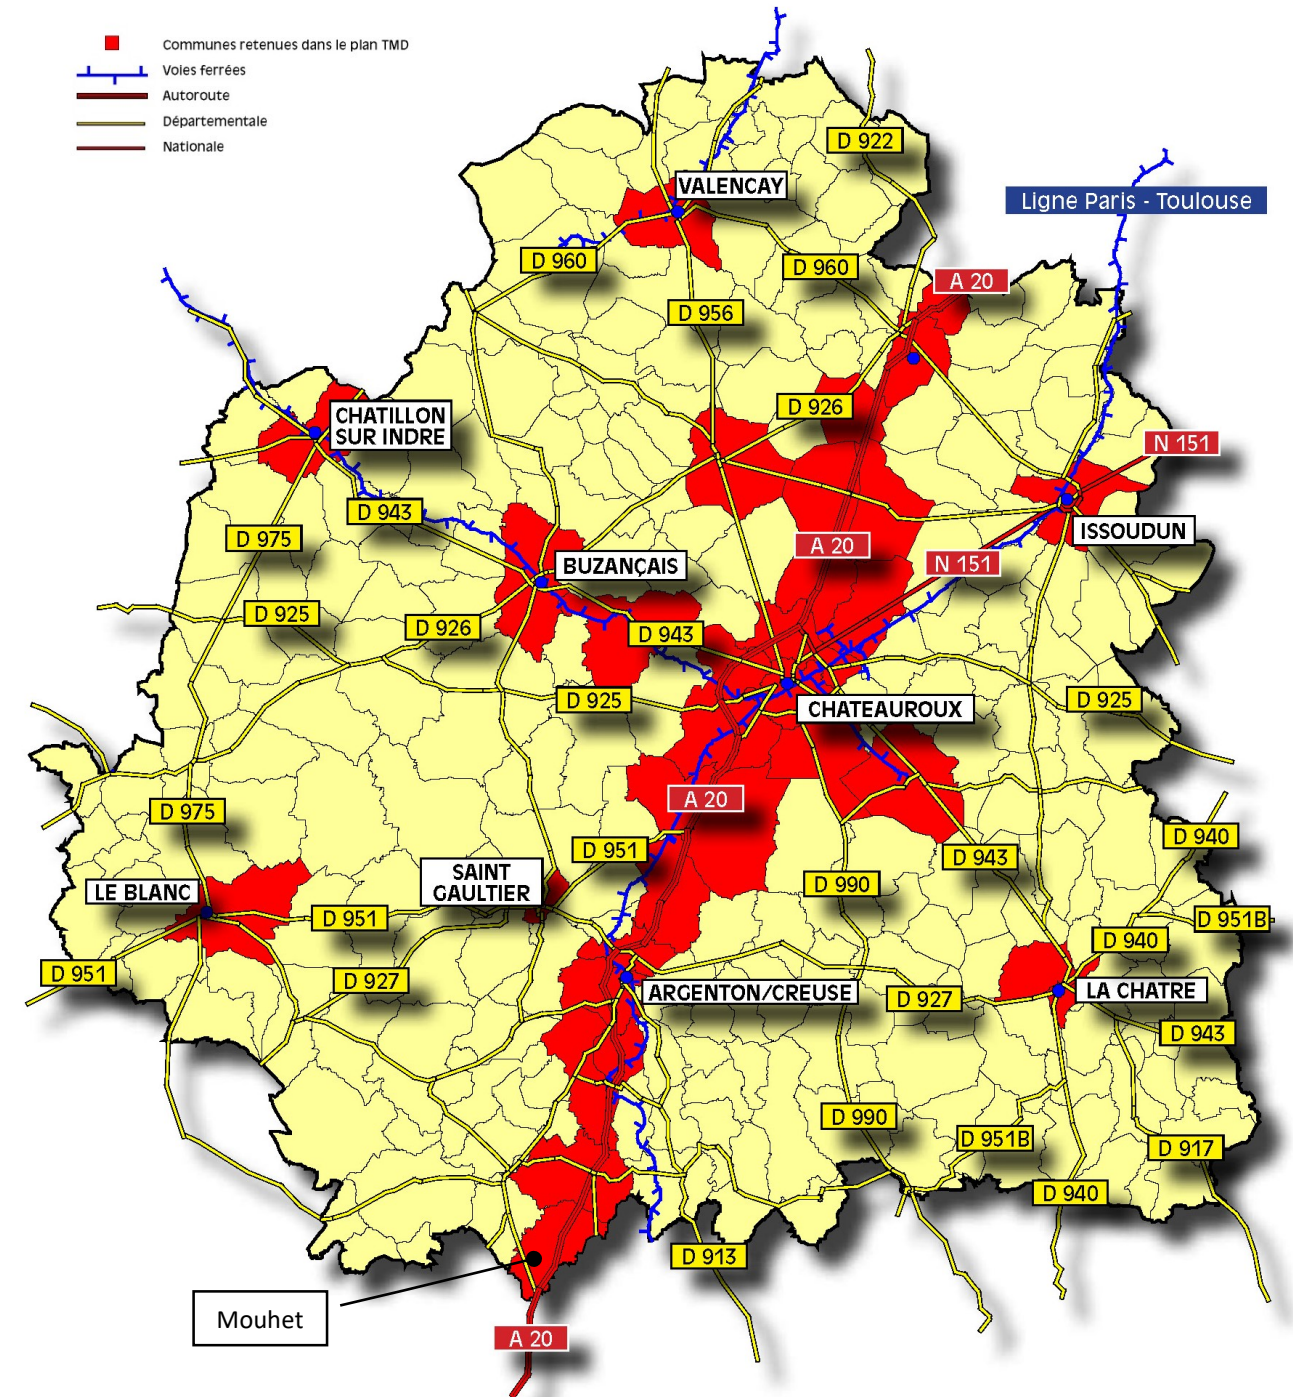 Communes retenues dans le plan TMD
Voies ferrées
Autoroute
Départementale
Nationale
D 922
VALENCAY
Ligne Paris - Toulouse
D 960
D 960
A 20
D 956
D 926
CHATILLON
SUR INDRE
N 151
D 943
D 975
ISSOUDUN
A 20
N 151
BUZANÇAIS
D 925
D 926
D 943
D 925
D 925
CHATEAUROUX
A 20
D 975
D 940
D 951
D 943
SAINT
GAULTIER
D 990
LE BLANC
D 951
D 951B
D 940
D 951
D 927
ARGENTON/CREUSE
D 927
LA CHATRE
D 943
D 990
D 951B
D 917
D 940
D 913
Mouhet
A 20